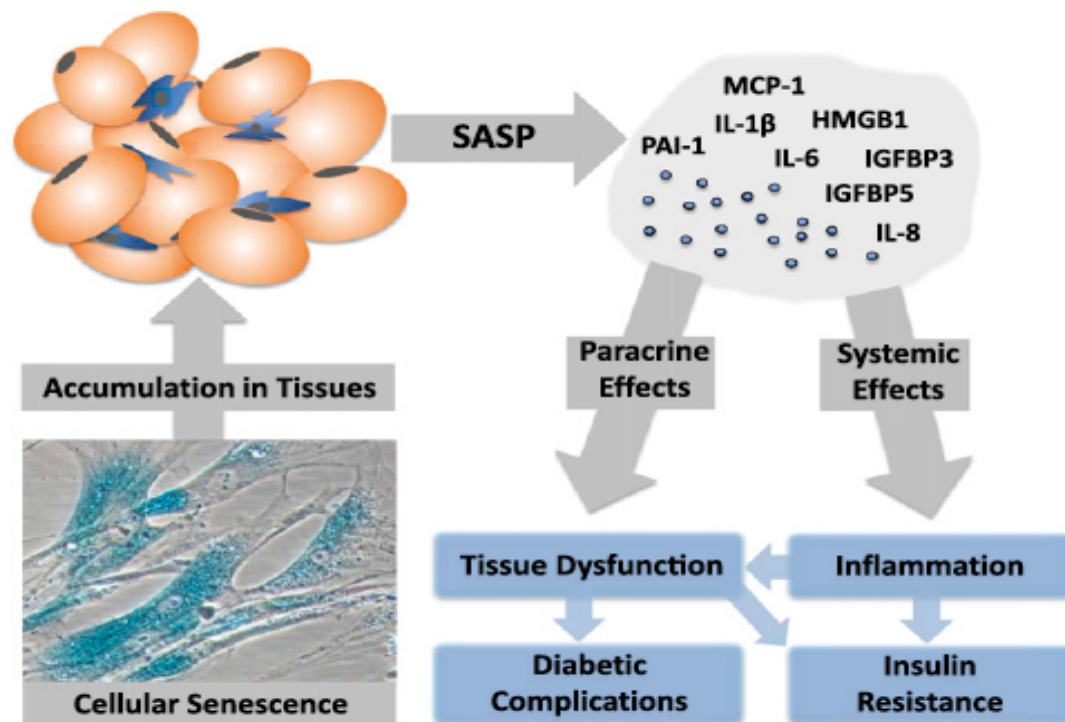 MCP-1
IL-1β HMGB1
PAI-1 IL-6 IGFBP3
IGFBP5
IL-8
SASP
Paracrine
Effects
Systemic
Effects
Accumulation in Tissues
Cellular Senescence
Tissue Dysfunction
Inflammation
Diabetic
Complications
Insulin
Resistance